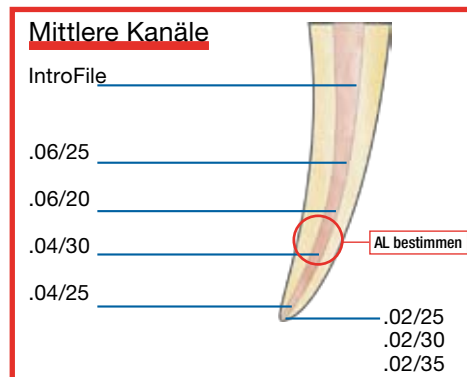 Mittlere Kanäle
IntroFile
.06/25
.06/20
AL bestimmen
.04/30
.04/25
.02/25
.02/30
.02/35